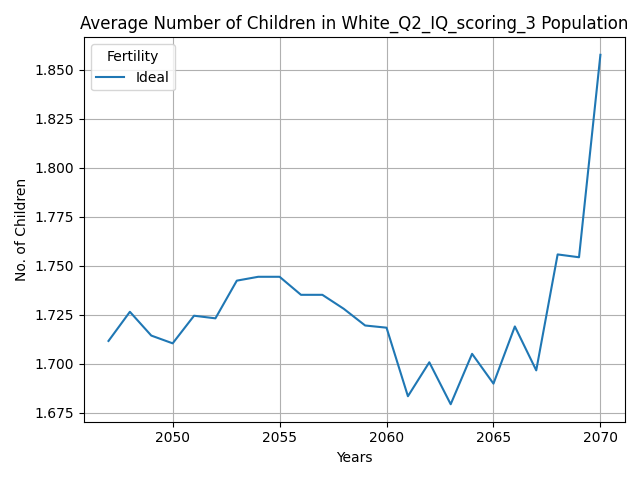 Average Number of Children in White_Q2_IQ_scoring_3 Population
Fertility
Ideal
No. of Children
1.850
1.825
1.800
1.775
1.750
1.725
1.700
1.675
2050 2055 2060 2065 2070
Years